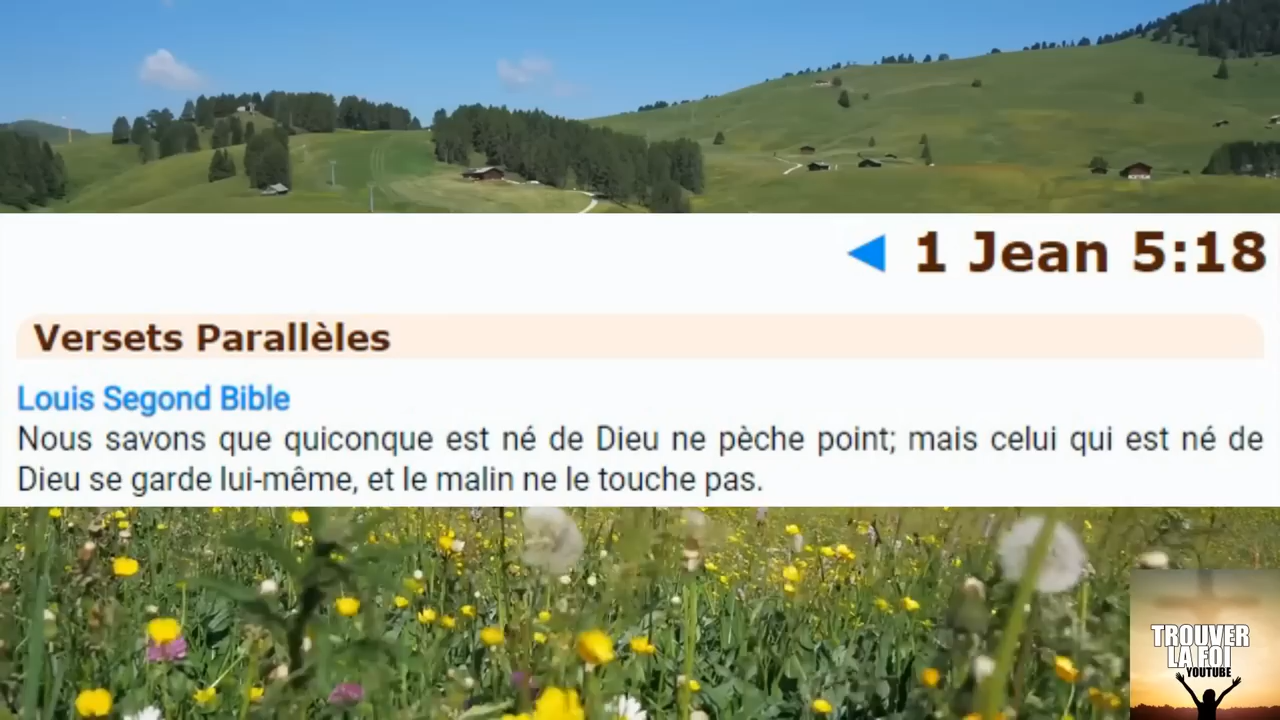 1 Jean 5:18
Versets Parallèles
Louis Segond Bible
Nous savons que quiconque est né de Dieu ne pèche point; mais celui qui est né de
Dieu se garde lui-même, et le malin ne le touche pas.
TROUVER
LA FOI
YOUTUBE